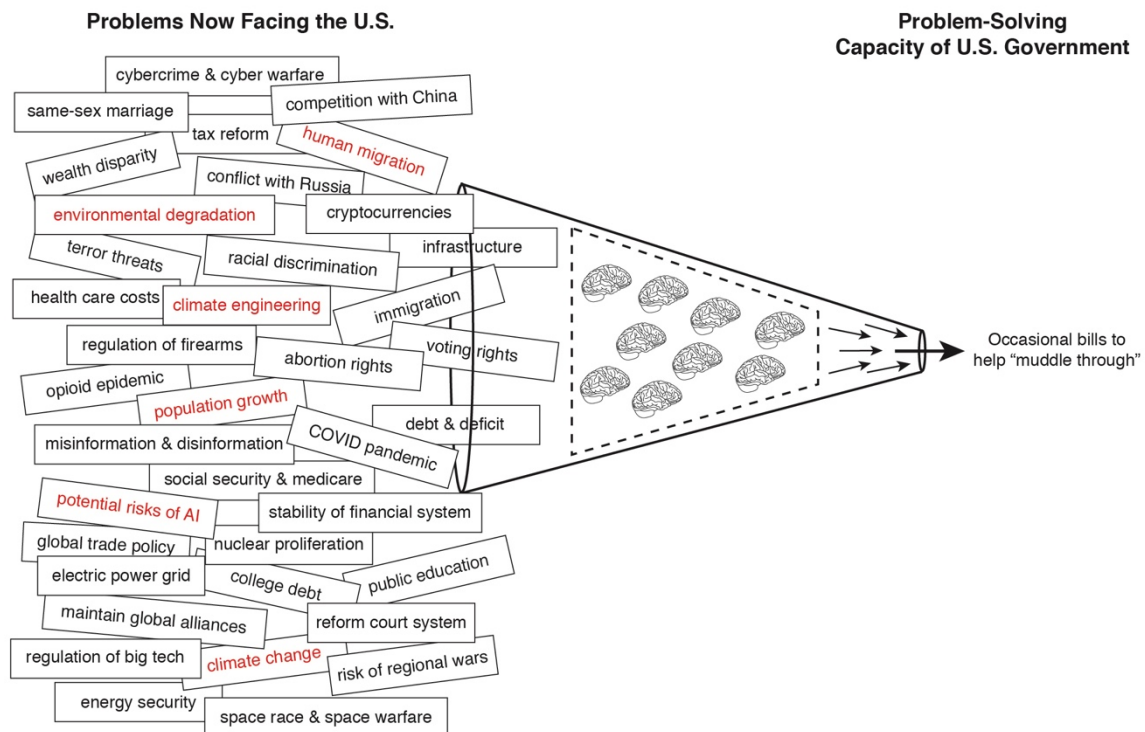 Problems Now Facing the U.S.
Problem-Solving
Capacity of U.S. Government
cybercrime & cyber warfare
competition with China
same-sex marriage
tax reform
human migration
wealth disparity
conflict with Russia
environmental degradation
cryptocurrencies
infrastructure
terror threats
racial discrimination
health care costs
climate engineering
immigration
regulation of firearms
abortion rights
voting rights
opioid epidemic
population growth
debt & deficit
misinformation & disinformation
COVID pandemic
social security & medicare
potential risks of AI
stability of financial system
global trade policy
nuclear proliferation
electric power grid
college debt
public education
maintain global alliances
reform court system
regulation of big tech
climate change
risk of regional wars
energy security
space race & space warfare
Occasional bills to
help “muddle through”